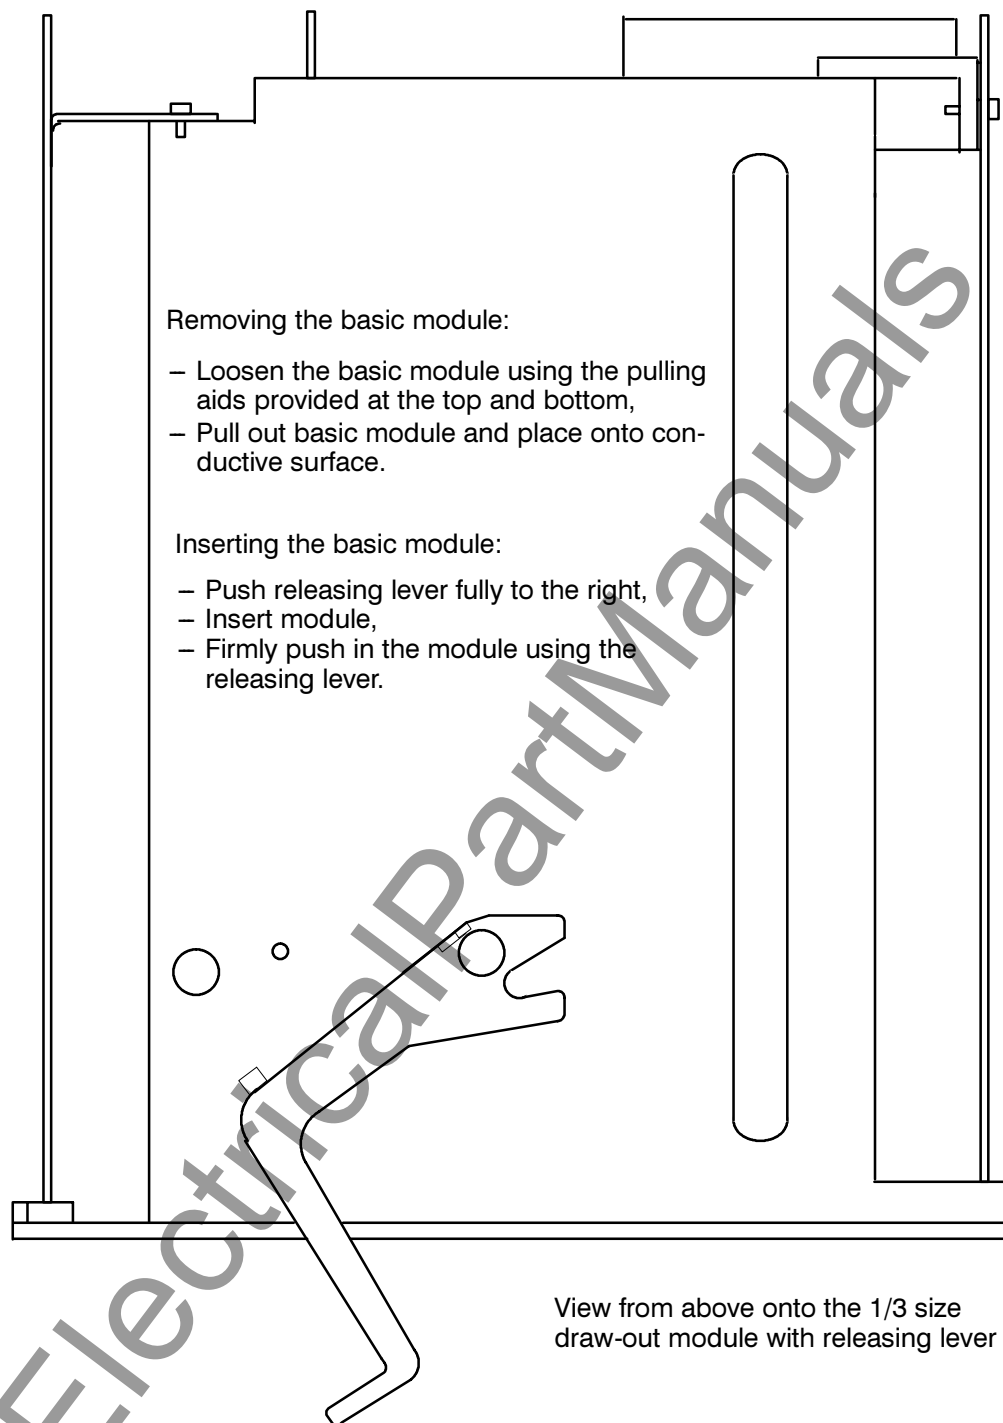 Removing the basic module:
– Loosen the basic module using the pulling
aids provided at the top and bottom,
– Pull out basic module and place onto con-
ductive surface.
Inserting the basic module:
– Push releasing lever fully to the right,
– Insert module,
– Firmly push in the module using the
releasing lever.
View from above onto the 1/3 size
draw-out module with releasing lever
ElectricalPartManuals